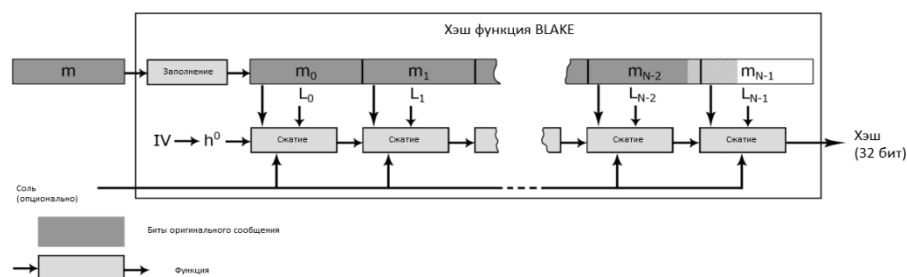 Хэш функция BLAKE
m
Заполнение
m0
m1
mN-2
mN-1
L0
L1
LN-2
LN-1
IV
h0
Сжатие
Сжатие
Сжатие
Сжатие
Хэш
(32 бит)
Соль
(опционально)
Биты оригинального сообщения
Функция